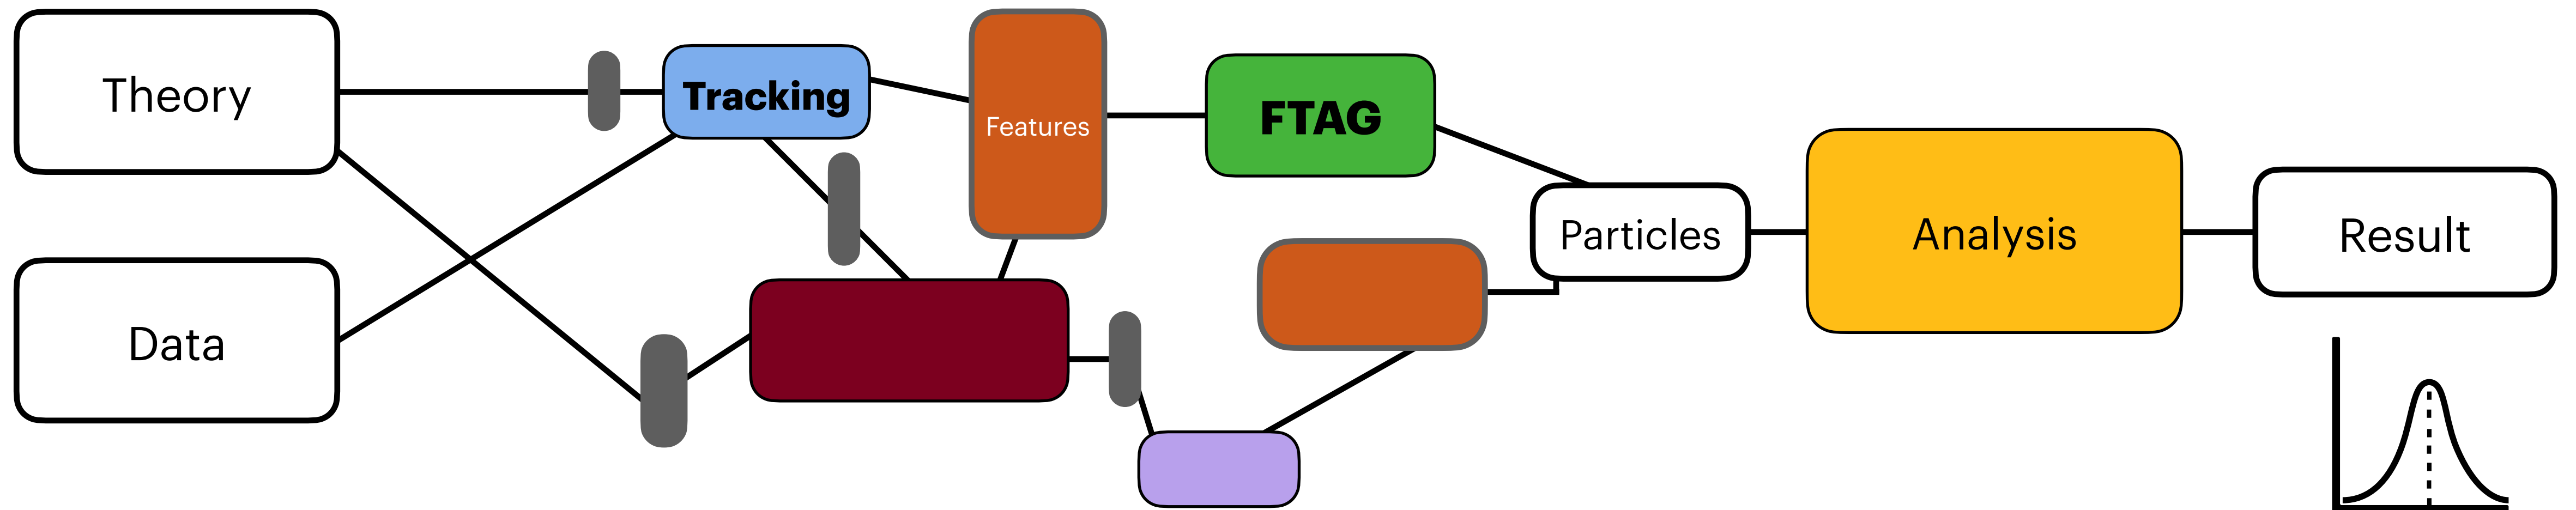 Theory
Tracking
Features
FTAG
Particles
Analysis
Result
Data